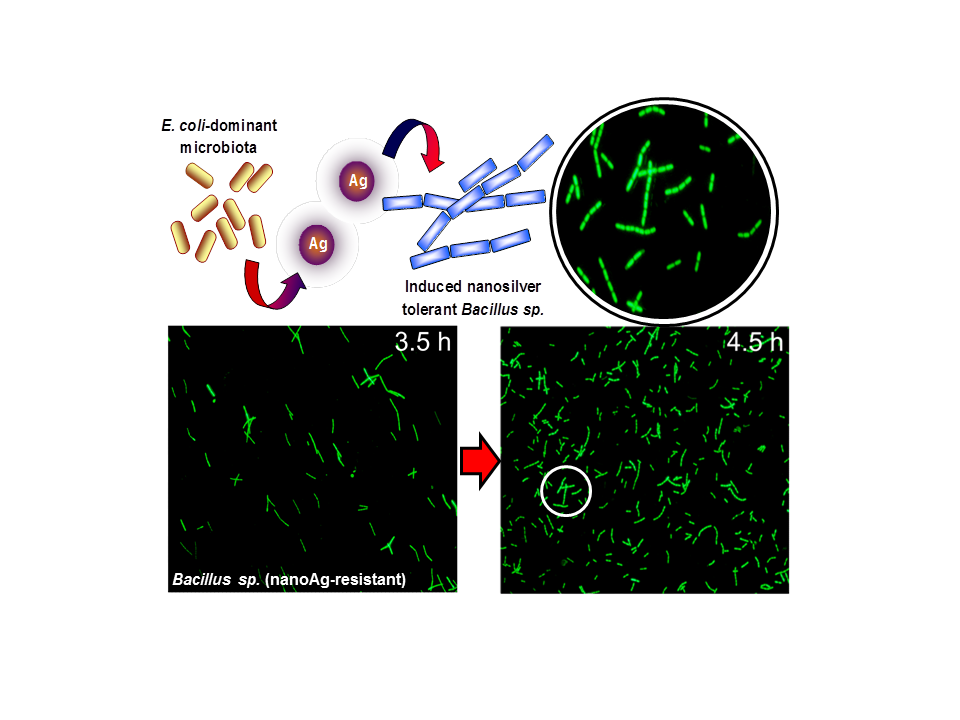 E. coli-dominant
microbiota
Ag
Ag
Induced nanosilver
tolerant Bacillus sp.
3.5 h
4.5 h
Bacillus sp. (nanoAg-resistant)